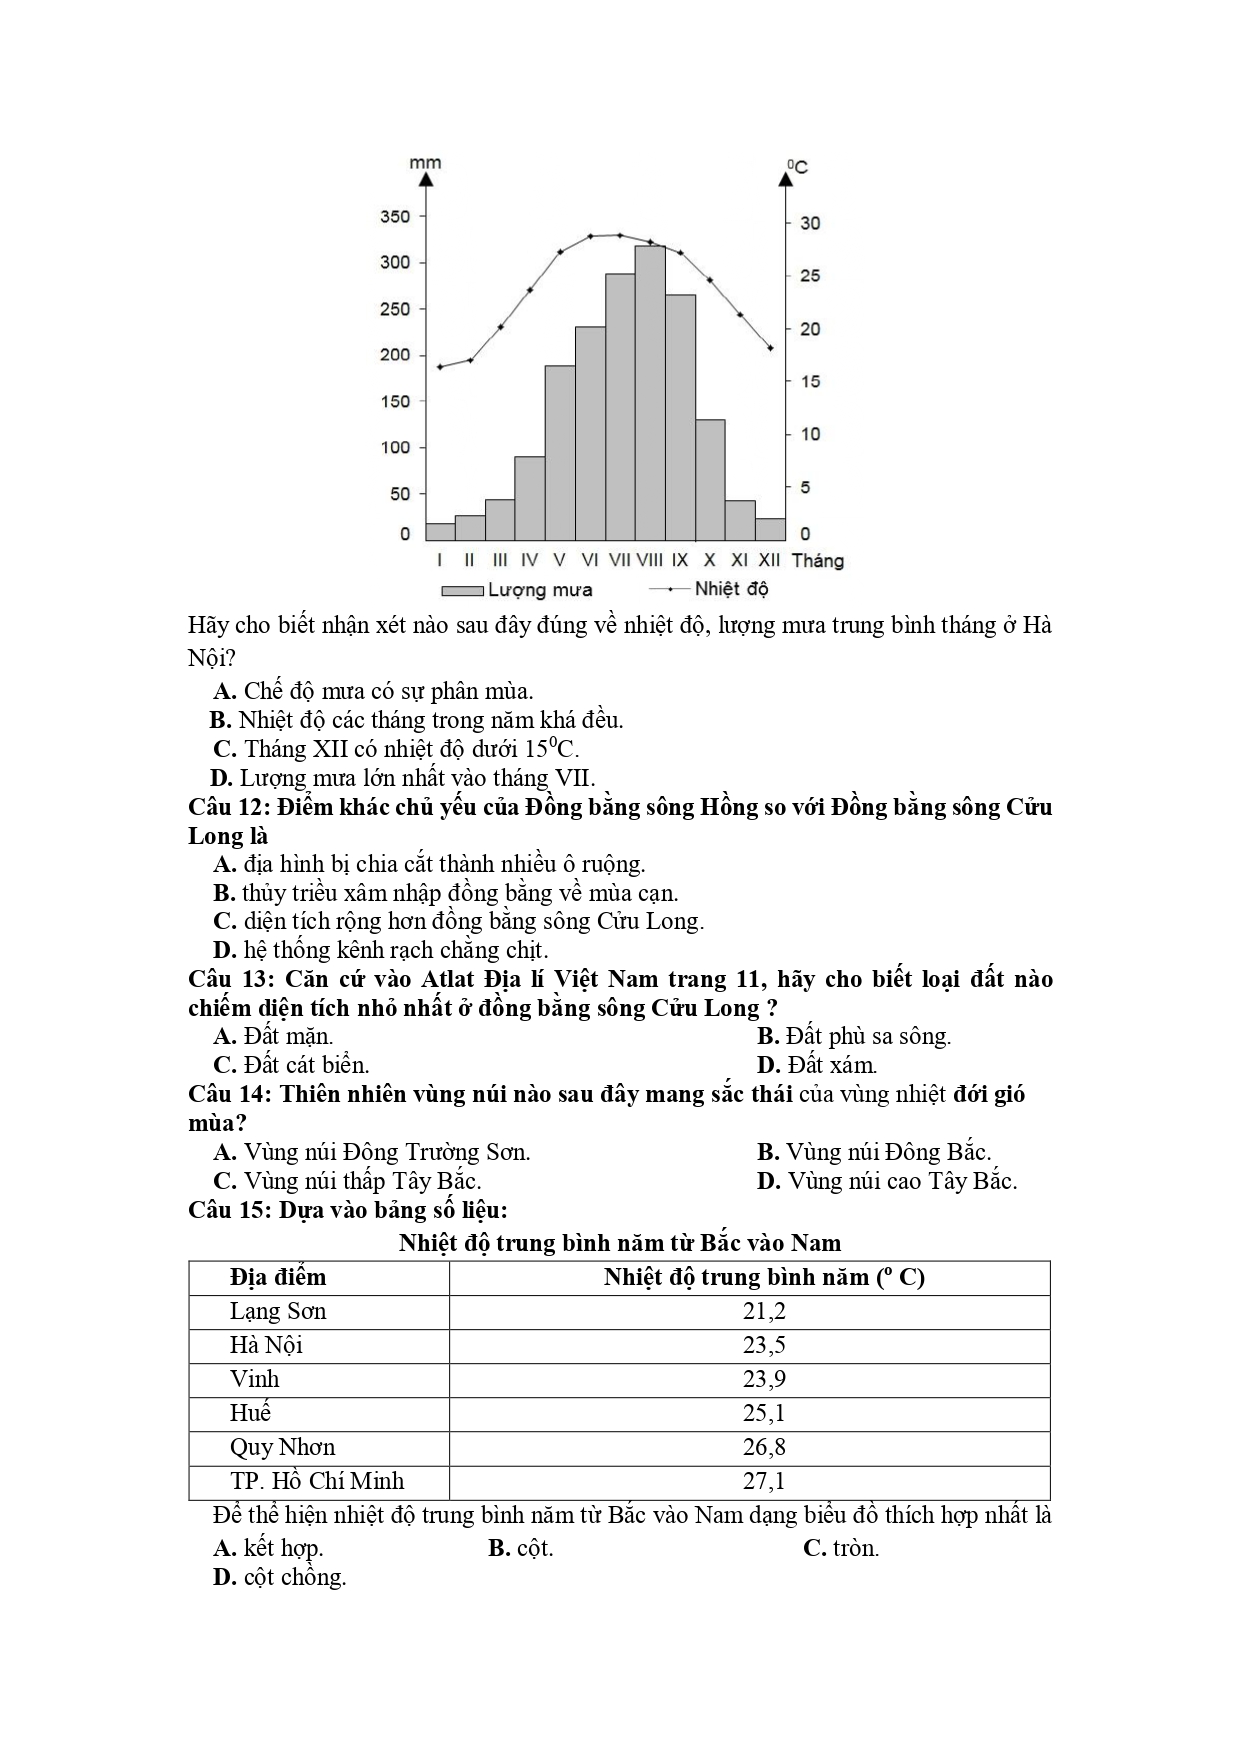 mm
⁰C
350
300
250
200
150
100
50
0
30
25
20
15
10
5
0
I II III IV V VI VII VIII IX X XI XII Tháng
Lượng mưa Nhiệt độ
Hãy cho biết nhận xét nào sau đây đúng về nhiệt độ, lượng mưa trung bình tháng ở Hà
Nội?
A. Chế độ mưa có sự phân mùa.
B. Nhiệt độ các tháng trong năm khá đều.
C. Tháng XII có nhiệt độ dưới 15⁰C.
D. Lượng mưa lớn nhất vào tháng VII.
Câu 12: Điểm khác chủ yếu của Đồng bằng sông Hồng so với Đồng bằng sông Cửu
Long là
A. địa hình bị chia cắt thành nhiều ô ruộng.
B. thủy triều xâm nhập đồng bằng về mùa cạn.
C. diện tích rộng hơn đồng bằng sông Cửu Long.
D. hệ thống kênh rạch chằng chịt.
Câu 13: Căn cứ vào Atlat Địa lí Việt Nam trang 11, hãy cho biết loại đất nào
chiếm diện tích nhỏ nhất ở đồng bằng sông Cửu Long ?
A. Đất mặn. B. Đất phù sa sông.
C. Đất cát biển. D. Đất xám.
Câu 14: Thiên nhiên vùng núi nào sau đây mang sắc thái của vùng nhiệt đới gió
mùa?
A. Vùng núi Đông Trường Sơn. B. Vùng núi Đông Bắc.
C. Vùng núi thấp Tây Bắc. D. Vùng núi cao Tây Bắc.
Câu 15: Dựa vào bảng số liệu:
Nhiệt độ trung bình năm từ Bắc vào Nam
Địa điểm Nhiệt độ trung bình năm (º C)
Lạng Sơn 21,2
Hà Nội 23,5
Vinh 23,9
Huế 25,1
Quy Nhơn 26,8
TP. Hồ Chí Minh 27,1
Để thể hiện nhiệt độ trung bình năm từ Bắc vào Nam dạng biểu đồ thích hợp nhất là
A. kết hợp. B. cột. C. tròn.
D. cột chồng.